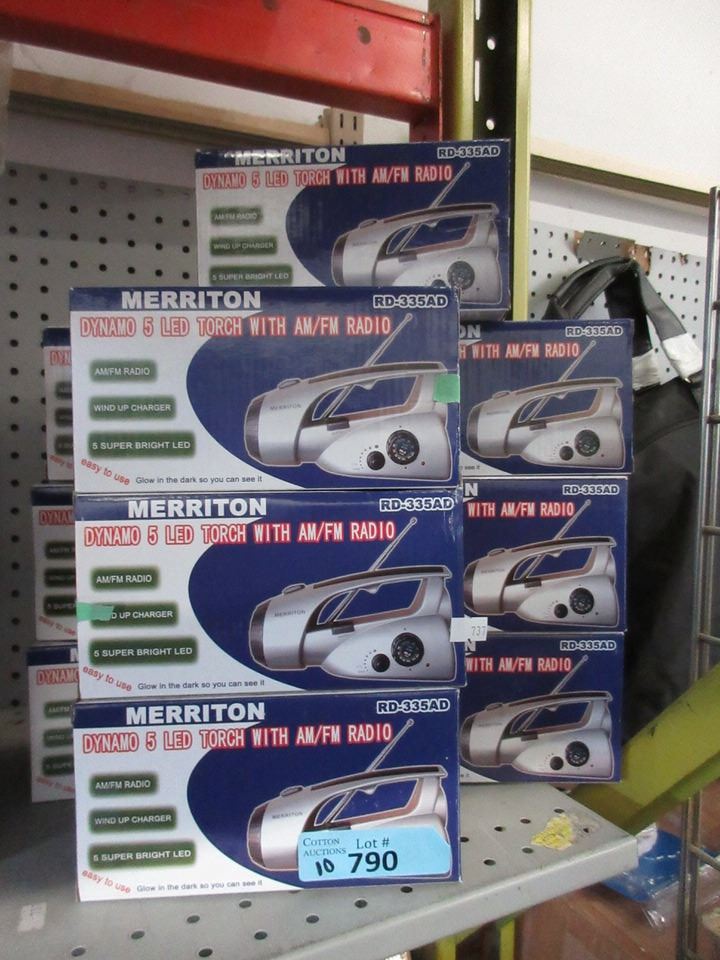 MERRITON RD-335AD
DYNAMO 5 LED TORCH WITH AM/FM RADIO
AM/FM RADIO
WIND UP CHARGER
5 SUPER BRIGHT LED
MERRITON RD-335AD
DYNAMO 5 LED TORCH WITH AM/FM RADIO
AM/FM RADIO
WIND UP CHARGER
5 SUPER BRIGHT LED
easy to use Glow in the dark so you can see it
MERRITON
MERRITON RD-335AD
DYNAMO 5 LED TORCH WITH AM/FM RADIO
AM/FM RADIO
UP CHARGER
5 SUPER BRIGHT LED
easy to use Glow in the dark so you can see it
MERRITON
737
MERRITON RD-335AD
DYNAMO 5 LED TORCH WITH AM/FM RADIO
AM/FM RADIO
WIND UP CHARGER
5 SUPER BRIGHT LED
easy to use Glow in the dark so you can see it
MERRITON
COTTON AUCTIONS Lot #
10 790
ON RD-335AD
WITH AM/FM RADIO
N RD-335AD
WITH AM/FM RADIO
N RD-335AD
WITH AM/FM RADIO